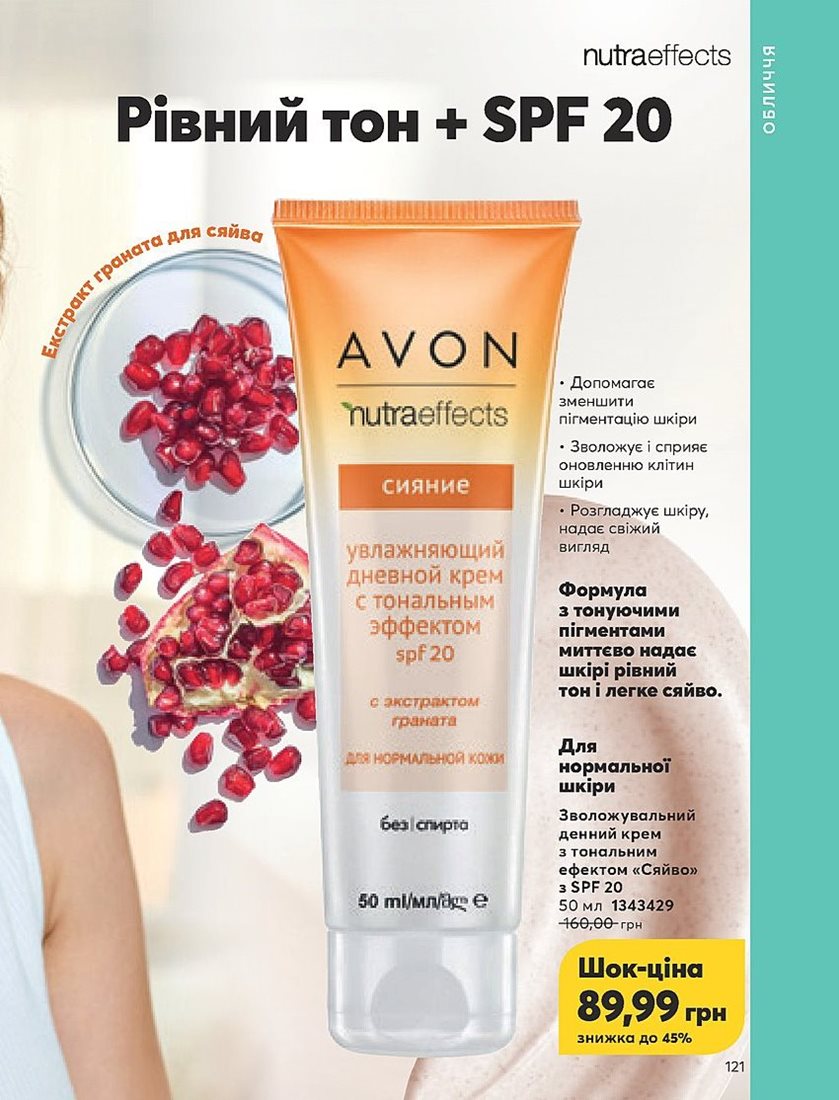 nutraeffects
ОБЛИЧЧЯ
Рівний тон + SPF 20
Екстракт граната для сяйва
AVON
nutraeffects
сияние
увлажняющий
дневной крем
с тональным
эффектом
spf 20
с экстрактом
граната
для нормальной кожи
без|спирта
50 ml/мл/ e
• Допомагає
зменшити
пігментацію шкіри
• Зволожує і сприяє
оновленню клітин
шкіри
• Розгладжує шкіру,
надає свіжий
вигляд
Формула
з тонуючими
пігментами
миттєво надає
шкірі рівний
тон і легке сяйво.
Для
нормальної
шкіри
Зволожувальний
денний крем
з тональним
ефектом «Сяйво»
з SPF 20
50 мл 1343429
160,00 грн
Шок-ціна
89,99 грн
знижка до 45%
121